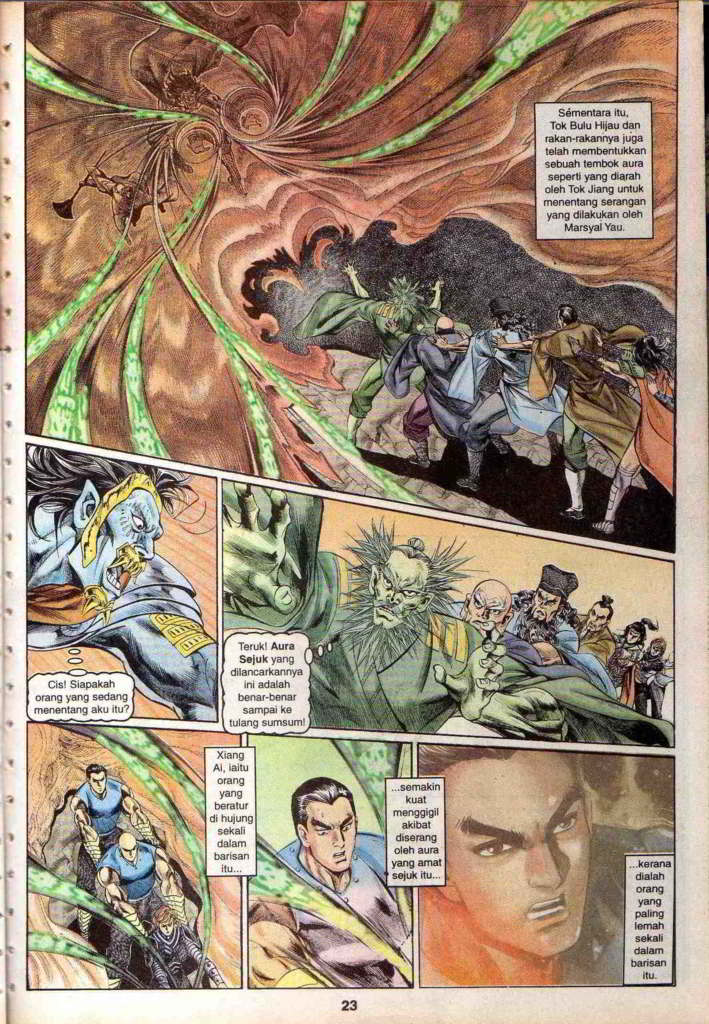 Sementara itu,
Tok Bulu Hijau dan
rakan-rakannya juga
telah membentukkan
sebuah tembok aura
seperti yang diarah
oleh Tok Jiang untuk
menentang serangan
yang dilakukan oleh
Marsyal Yau.
Cis! Siapakah
orang yang sedang
menentang aku itu?
Teruk! Aura
Sejuk yang
dilancarkannya
ini adalah
benar-benar
sampai ke
tulang sumsum!
Xiang
Ai, iaitu
orang
yang
beratur
di hujung
sekali
dalam
barisan
itu...
...semakin
kuat
menggigil
akibat
diserang
oleh aura
yang amat
sejuk itu...
...kerana
dialah
orang
yang
paling
lemah
sekali
dalam
barisan
itu.
23